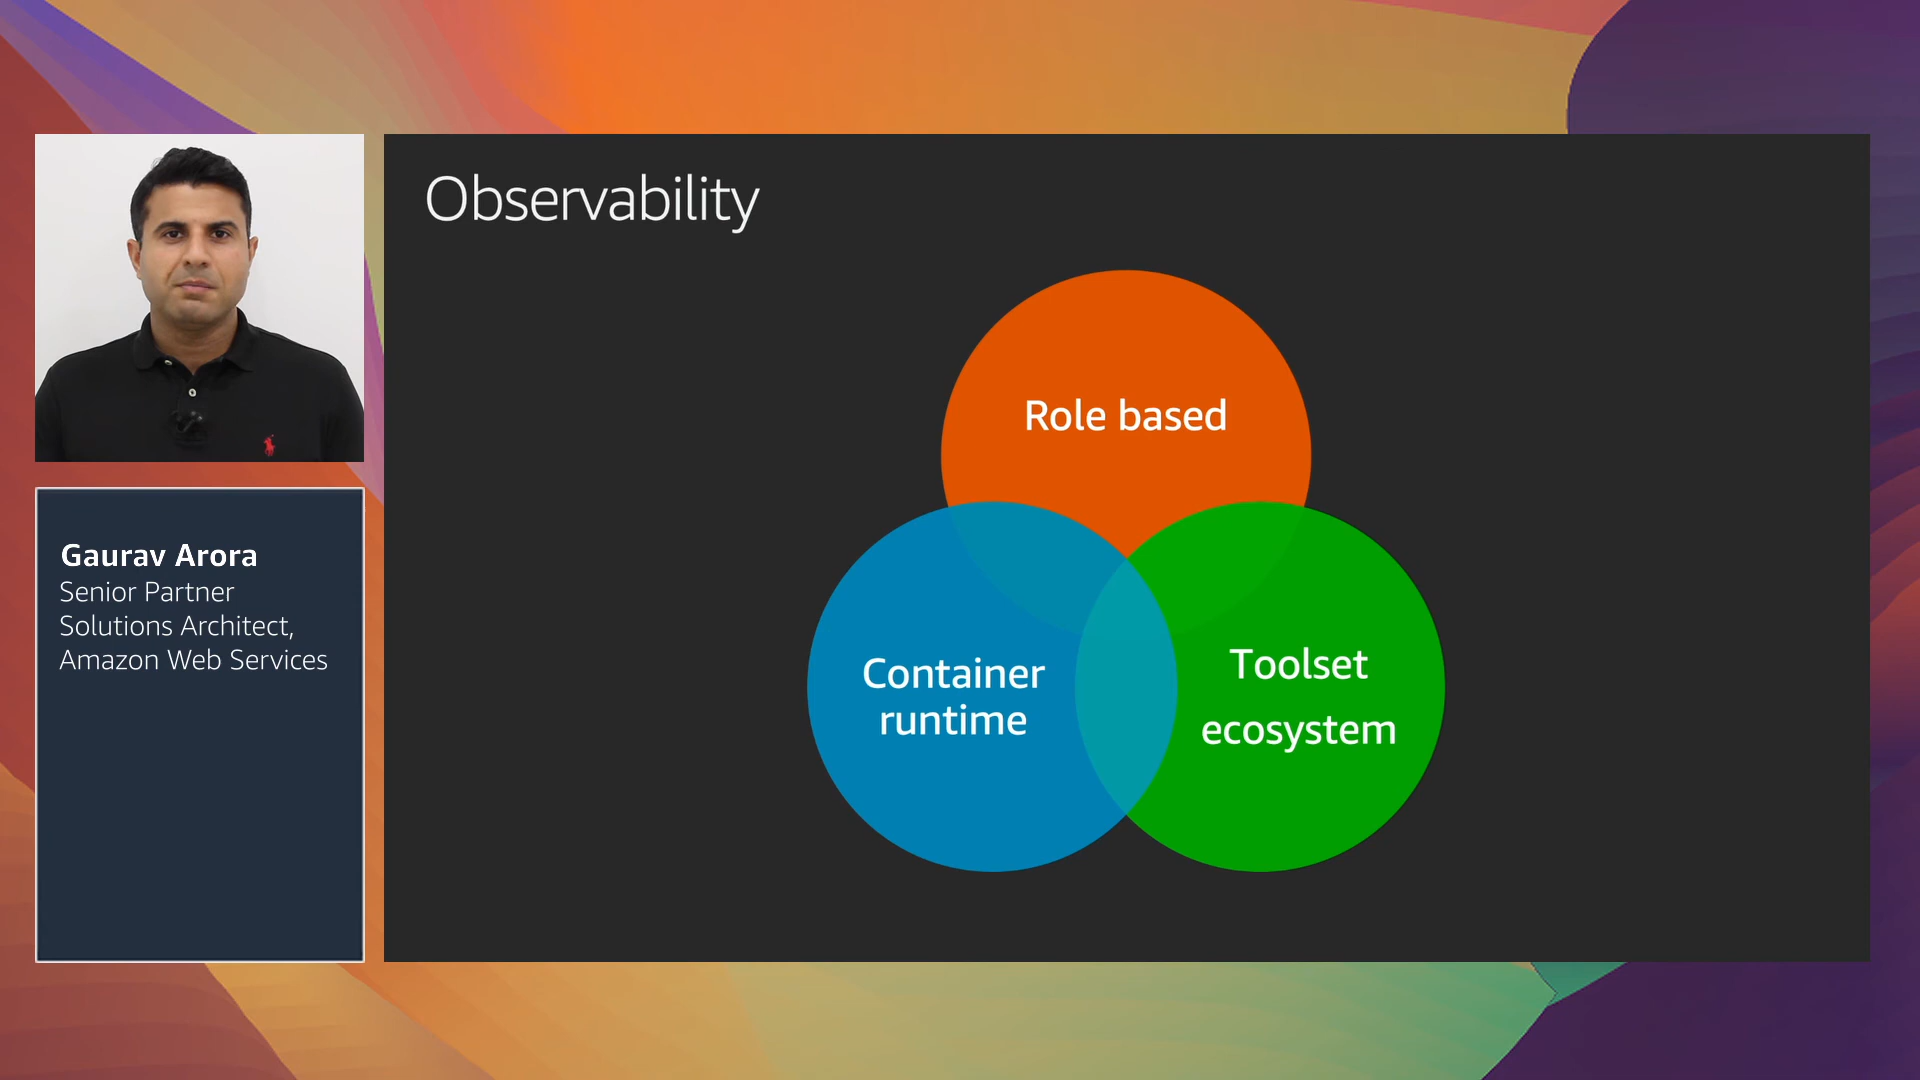 Observability
Role based
Container
runtime
Toolset
ecosystem
Gaurav Arora
Senior Partner
Solutions Architect,
Amazon Web Services